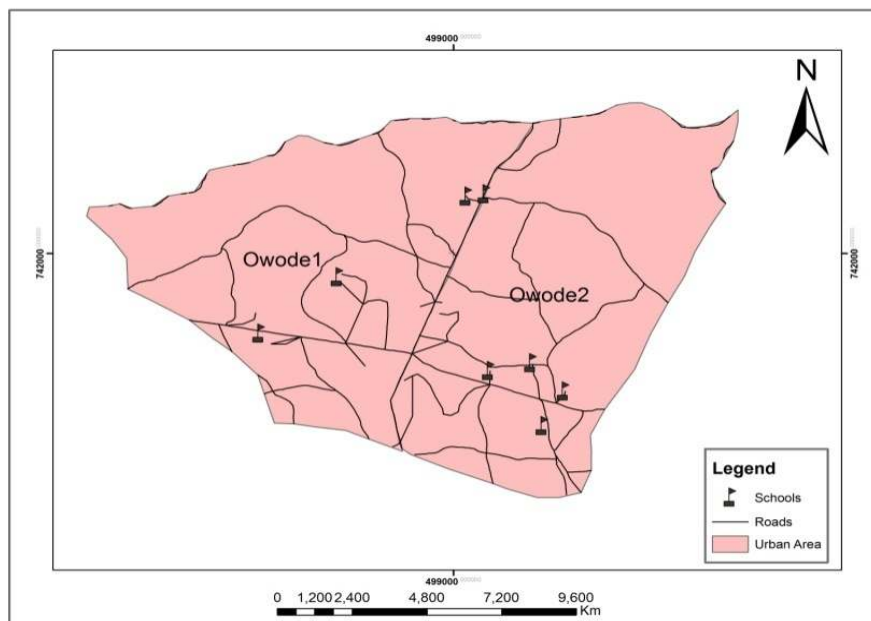 499000
N
742000
742000
Owode1
Owode2
Legend
Schools
Roads
Urban Area
499000
0 1,200 2,400 4,800 7,200 9,600
Km